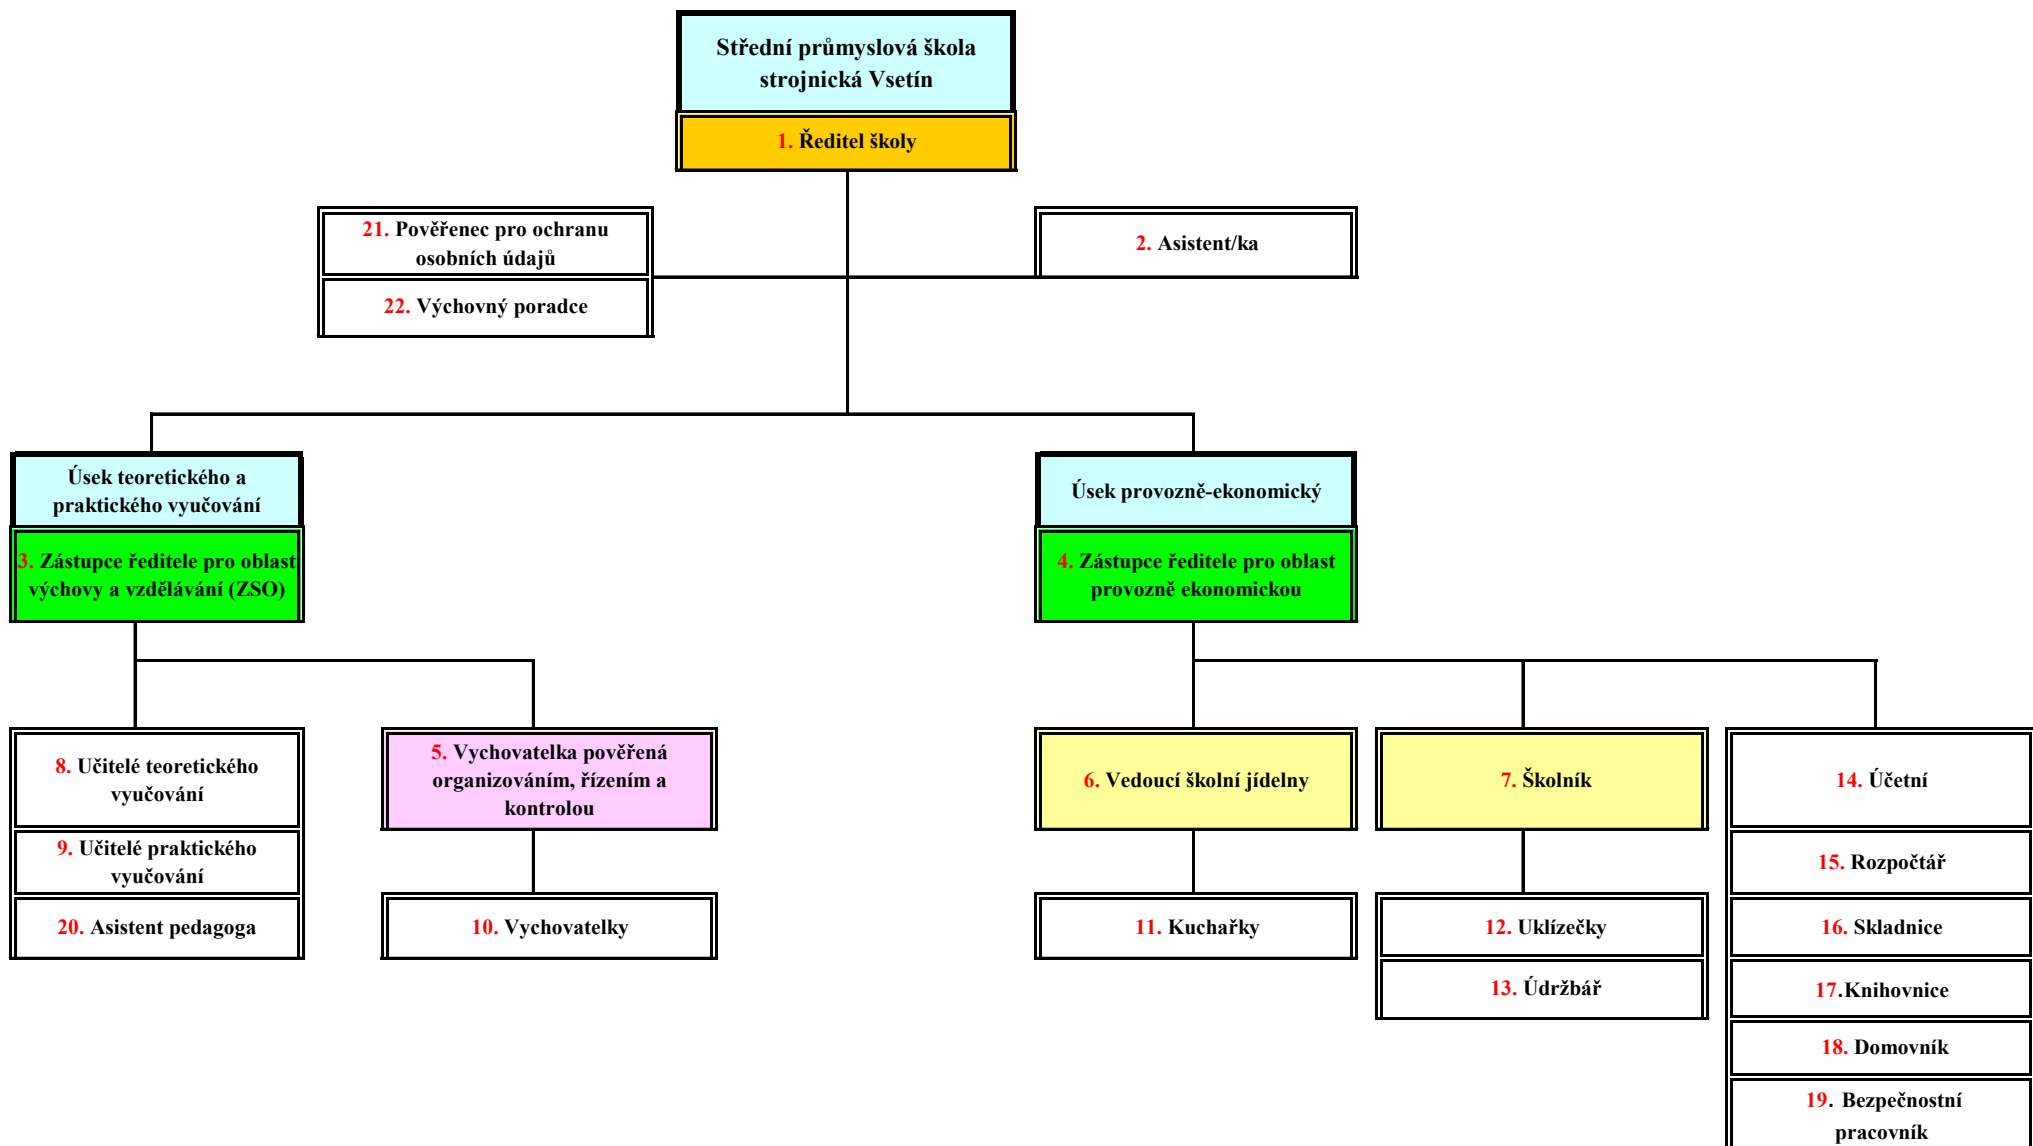 Střední průmyslová škola
strojnická Vsetín
1. Ředitel školy
21. Pověřenec pro ochranu
osobních údajů
22. Výchovný poradce
2. Asistent/ka
Úsek teoretického a
praktického vyučování
3. Zástupce ředitele pro oblast
výchovy a vzdělávání (ZSO)
Úsek provozně-ekonomický
4. Zástupce ředitele pro oblast
provozně ekonomickou
8. Učitelé teoretického
vyučování
9. Učitelé praktického
vyučování
20. Asistent pedagoga
5. Vychovatelka pověřená
organizováním, řízením a
kontrolou
10. Vychovatelky
6. Vedoucí školní jídelny
11. Kuchařky
7. Školník
12. Uklízečky
13. Údržbář
14. Účetní
15. Rozpočtář
16. Skladnice
17.Knihovnice
18. Domovník
19. Bezpečnostní
pracovník